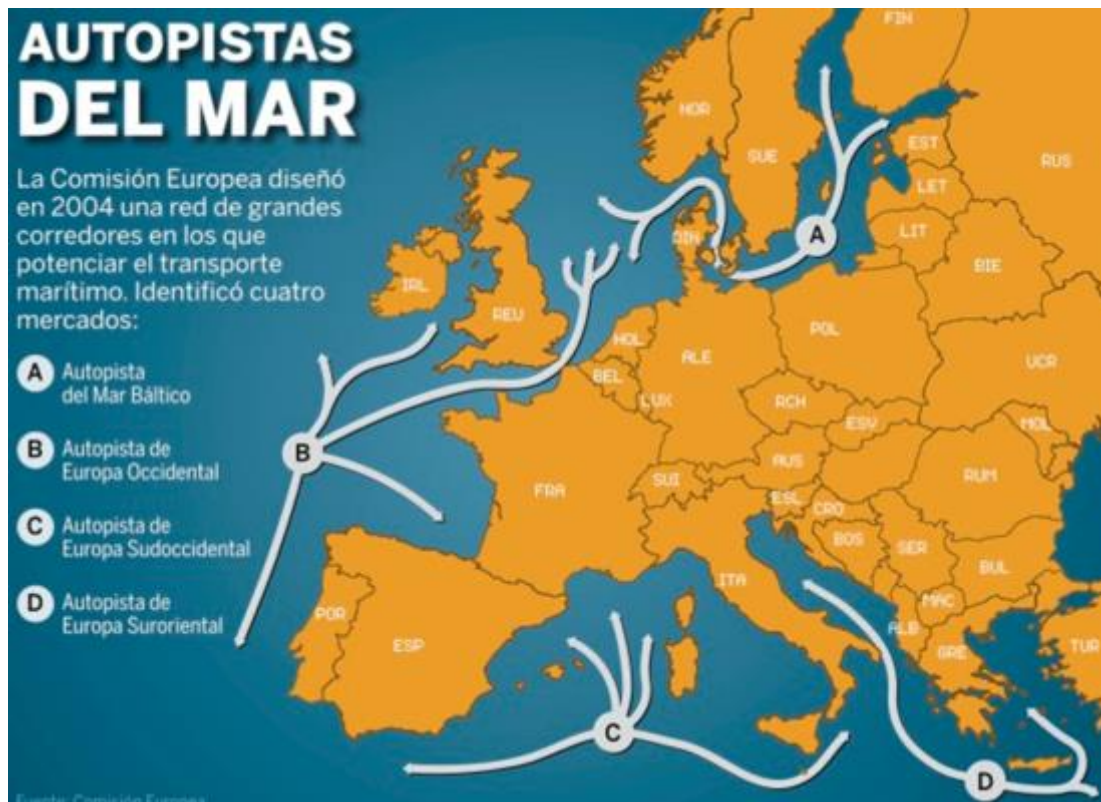 AUTOPISTAS
DEL MAR
La Comisión Europea diseñó
en 2004 una red de grandes
corredores en los que
potenciar el transporte
marítimo. Identificó cuatro
mercados:
A Autopista
del Mar Báltico
B Autopista de
Europa Occidental
C Autopista de
Europa Sudoccidental
D Autopista de
Europa Suroriental
Fuente: Comisión Europea
FIN
NOR
SUE
EST
RUS
LET
DIN
A
LIT
BIE
IRL
REU
HOL
POL
ALE
BEL
UCR
LUX
RCH
ESV
MOL
B
AUS
SUI
RUM
FRA
ESL
CRO
BOS
SER
BUL
ITA
MAC
POR
ALB
ESP
GRE
TUR
C
D